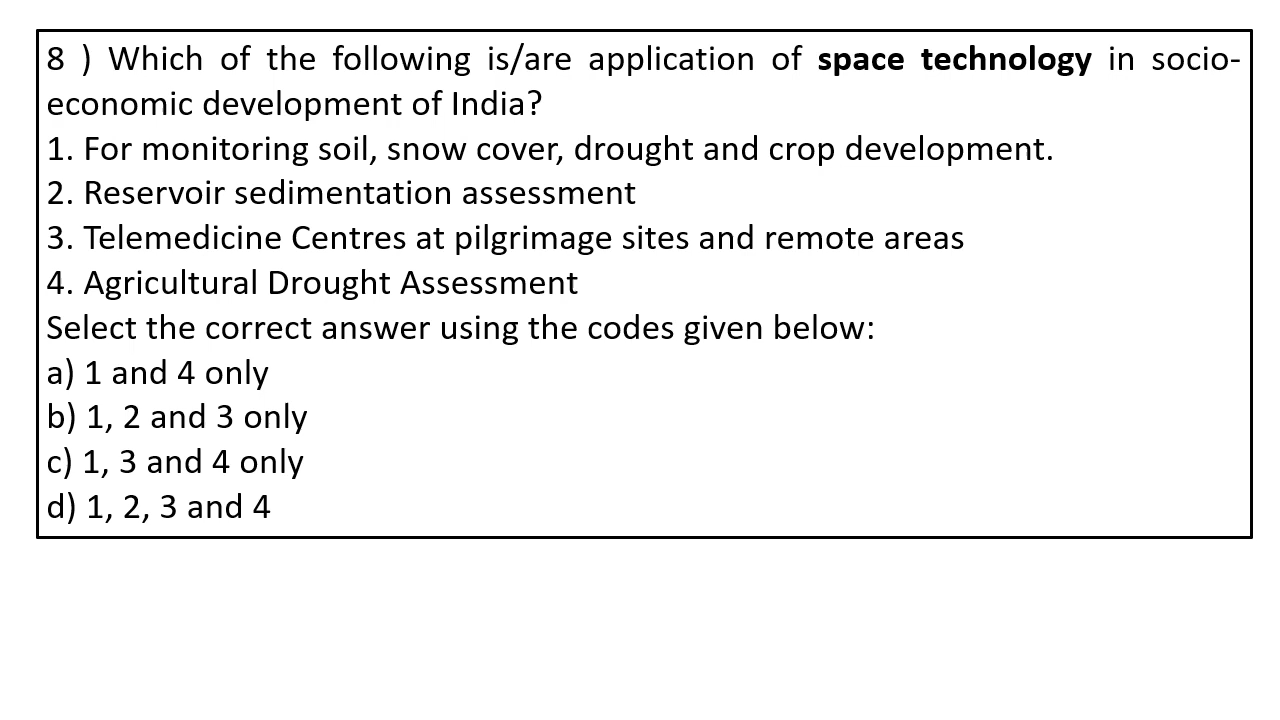 8 ) Which of the following is/are application of space technology in socio-
economic development of India?
1. For monitoring soil, snow cover, drought and crop development.
2. Reservoir sedimentation assessment
3. Telemedicine Centres at pilgrimage sites and remote areas
4. Agricultural Drought Assessment
Select the correct answer using the codes given below:
a) 1 and 4 only
b) 1, 2 and 3 only
c) 1, 3 and 4 only
d) 1, 2, 3 and 4